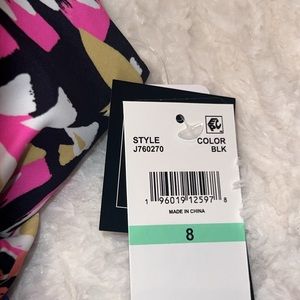 STYLE COLOR
J760270 BLK
1 96019 12597 8
MADE IN CHINA
8